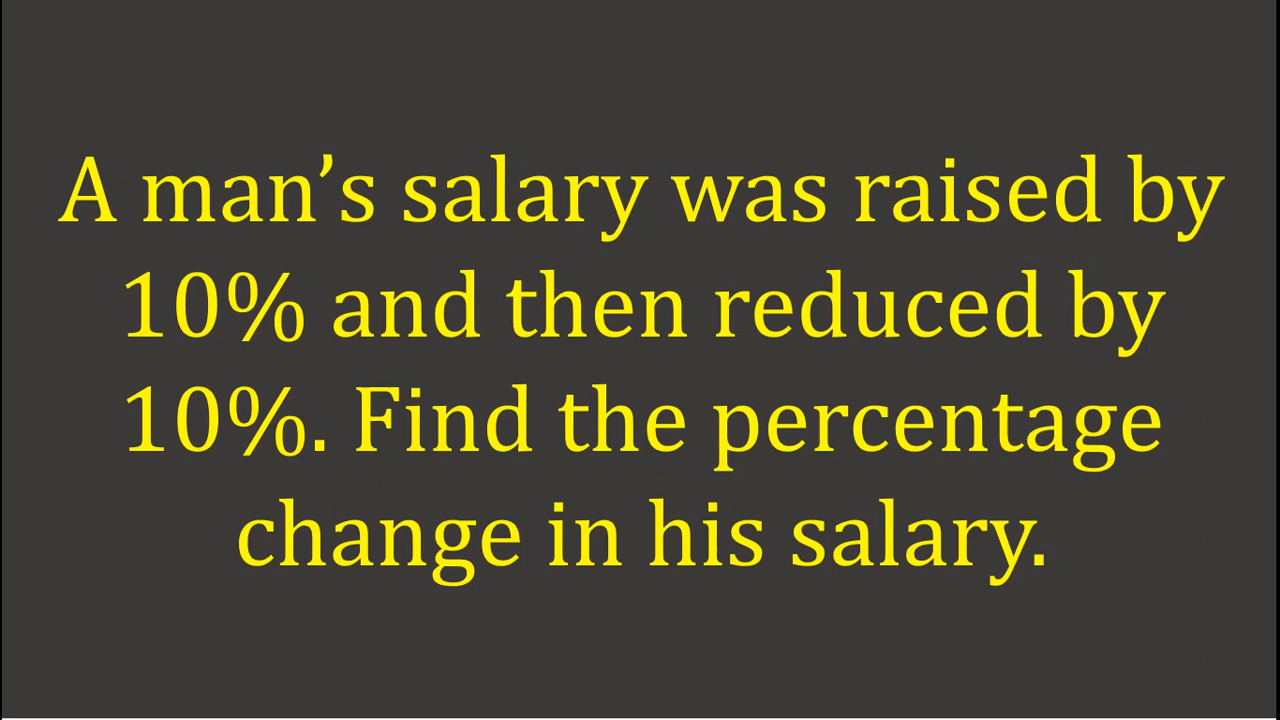 A man’s salary was raised by
10% and then reduced by
10%. Find the percentage
change in his salary.